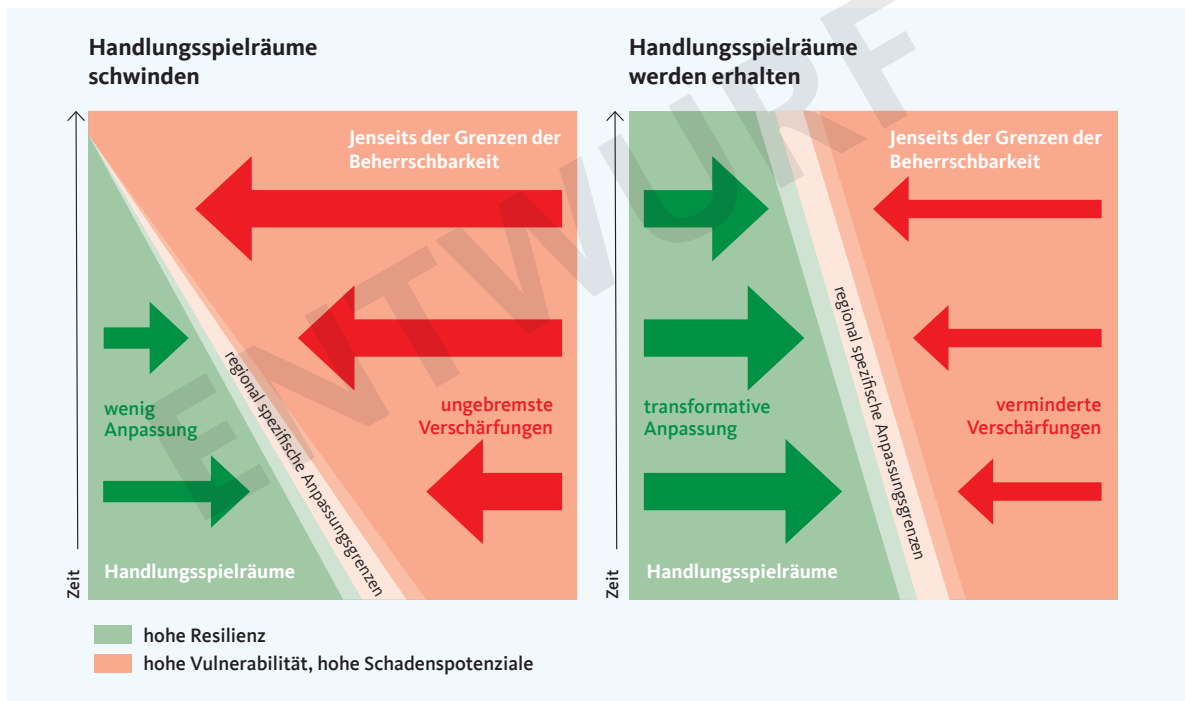 Handlungsspielräume
schwinden
Jenseits der Grenzen der
Beherrschbarkeit
wenig
Anpassung
ungebremste
Verschärfungen
regional spezifische Anpassungsgrenzen
Handlungsspielräume
Zeit
Handlungsspielräume
werden erhalten
Jenseits der Grenzen der
Beherrschbarkeit
transformative
Anpassung
verminderte
Verschärfungen
regional spezifische Anpassungsgrenzen
Handlungsspielräume
Zeit
hohe Resilienz
hohe Vulnerabilität, hohe Schadenspotenziale
ENTWURF